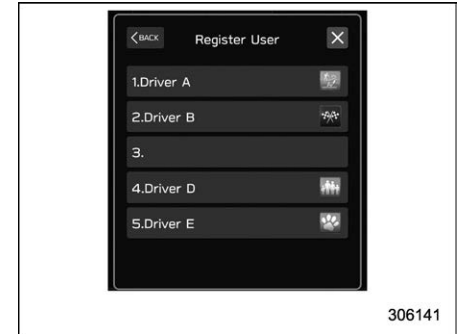 BACK Register User
1.Driver A
2.Driver B
3.
4.Driver D
5.Driver E
306141